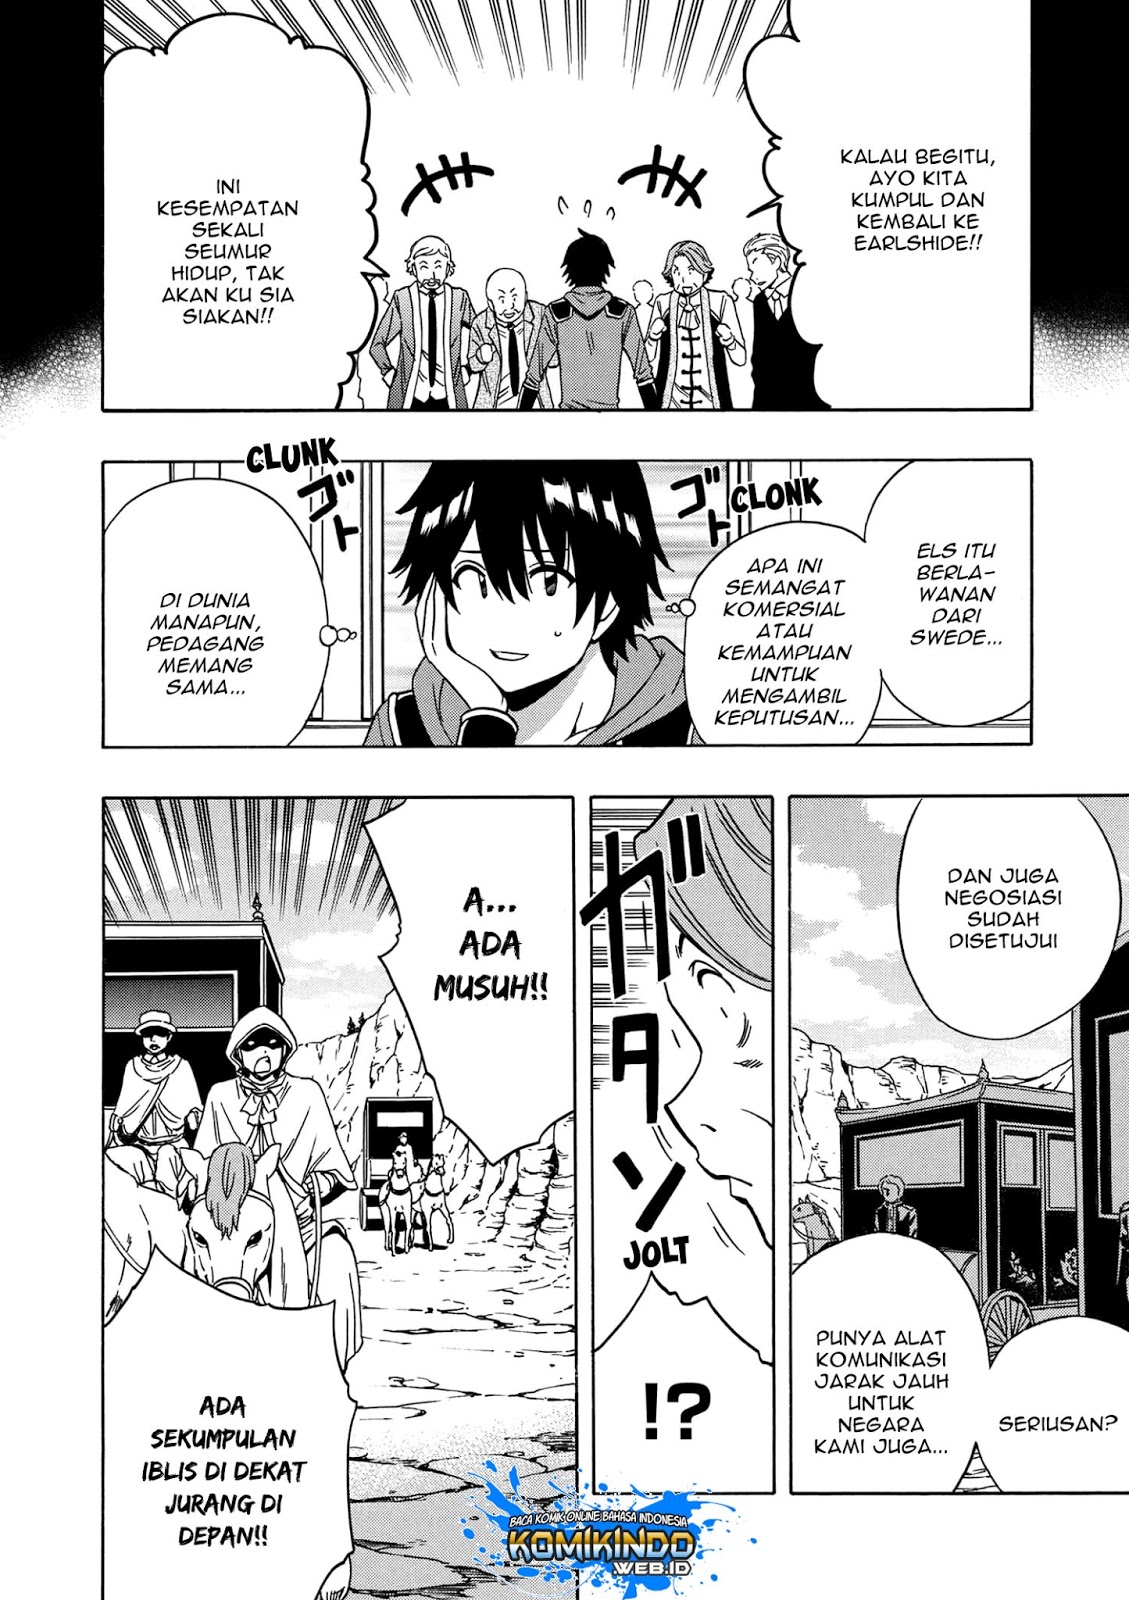 KALAU BEGITU,
AYO KITA
KUMPUL DAN
KEMBALI KE
EARLSHIDE!!
INI
KESEMPATAN
SEKALI
SEUMUR
HIDUP, TAK
AKAN KU SIA
SIAKAN!!
ELS ITU
BERLA-
WANAN
DARI
SWEDE...
ゴト
CLONK
APA INI
SEMANGAT
KOMERSIAL
ATAU
KEMAMPUAN
UNTUK
MENGAMBIL
KEPUTUSAN...
CLUNK
ゴト
DI DUNIA
MANAPUN,
PEDAGANG
MEMANG
SAMA...
DAN JUGA
NEGOSIASI
SUDAH
DISETUJUI
SERIUSAN?
PUNYA ALAT
KOMUNIKASI
JARAK JAUH
UNTUK
NEGARA
KAMI JUGA...
ガタン
JOLT
!?
A...
ADA
MUSUH!!
ADA
SEKUMPULAN
IBLIS DI DEKAT
JURANG DI
DEPAN!!
BACA KOMIK ONLINE BAHASA INDONESIA
KOMIKINDO
WEB.ID